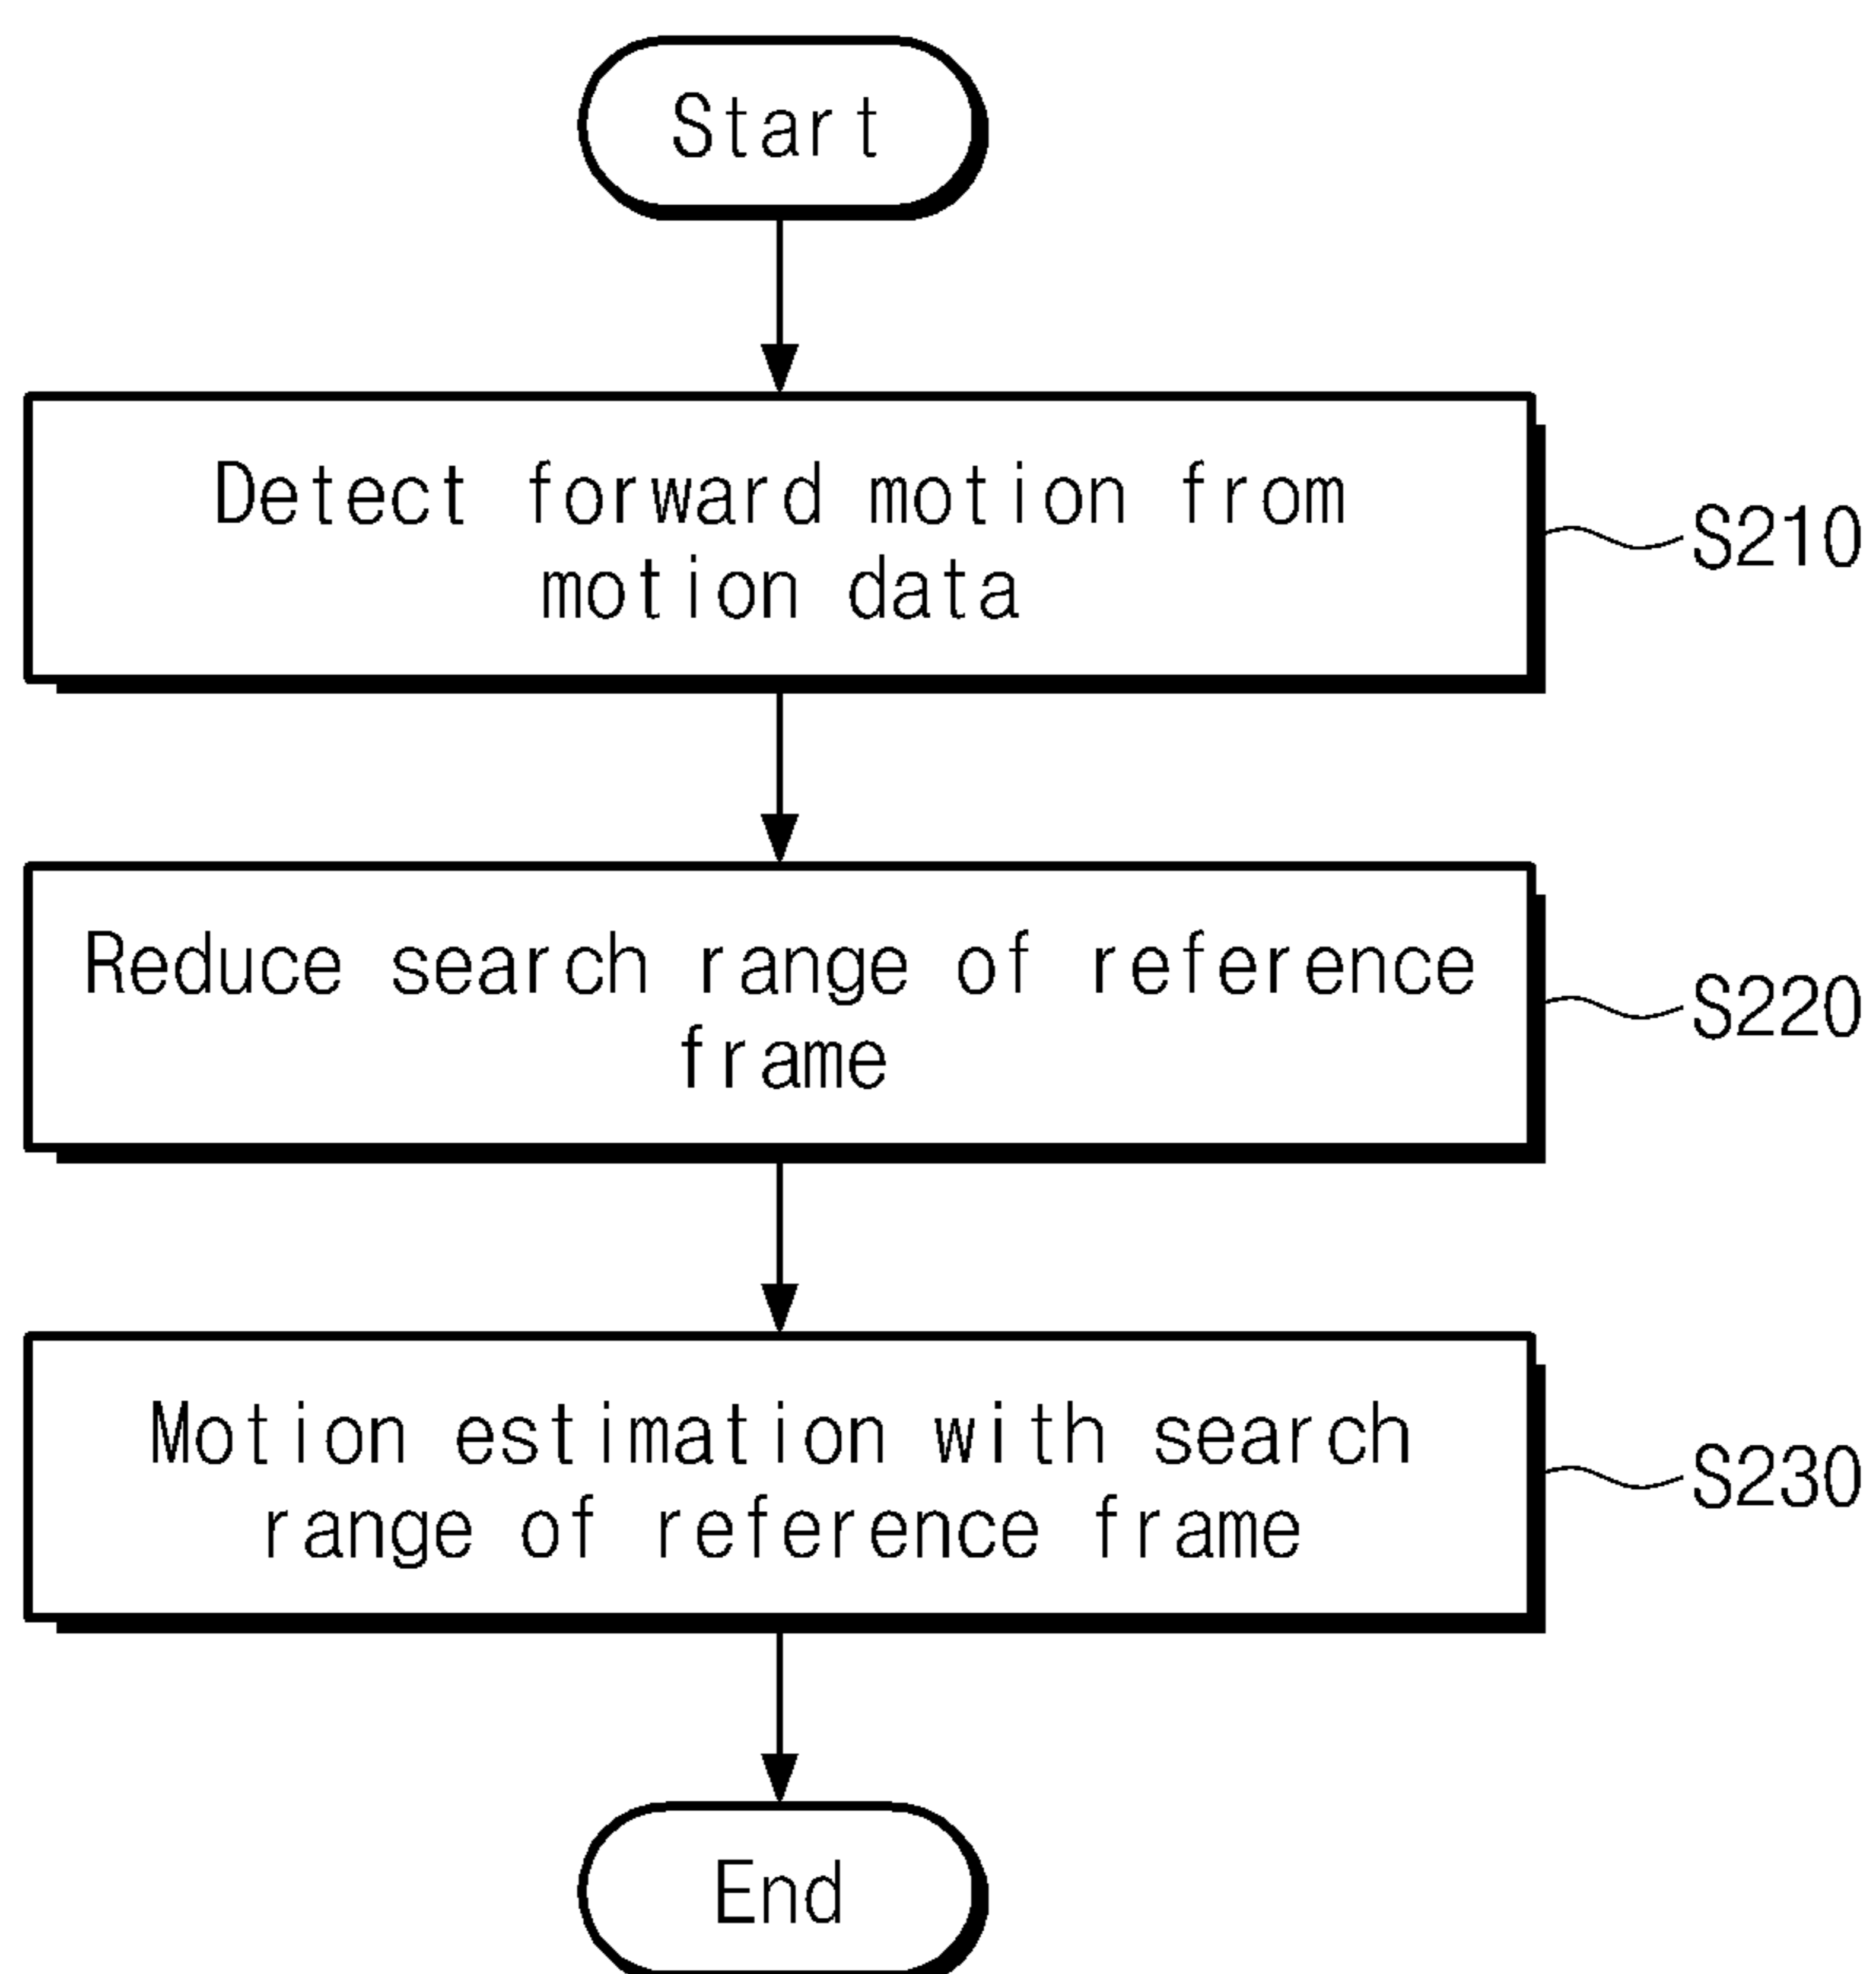 Start
Detect forward motion from
motion data
S210
Reduce search range of reference
frame
S220
Motion estimation with search
range of reference frame
S230
End